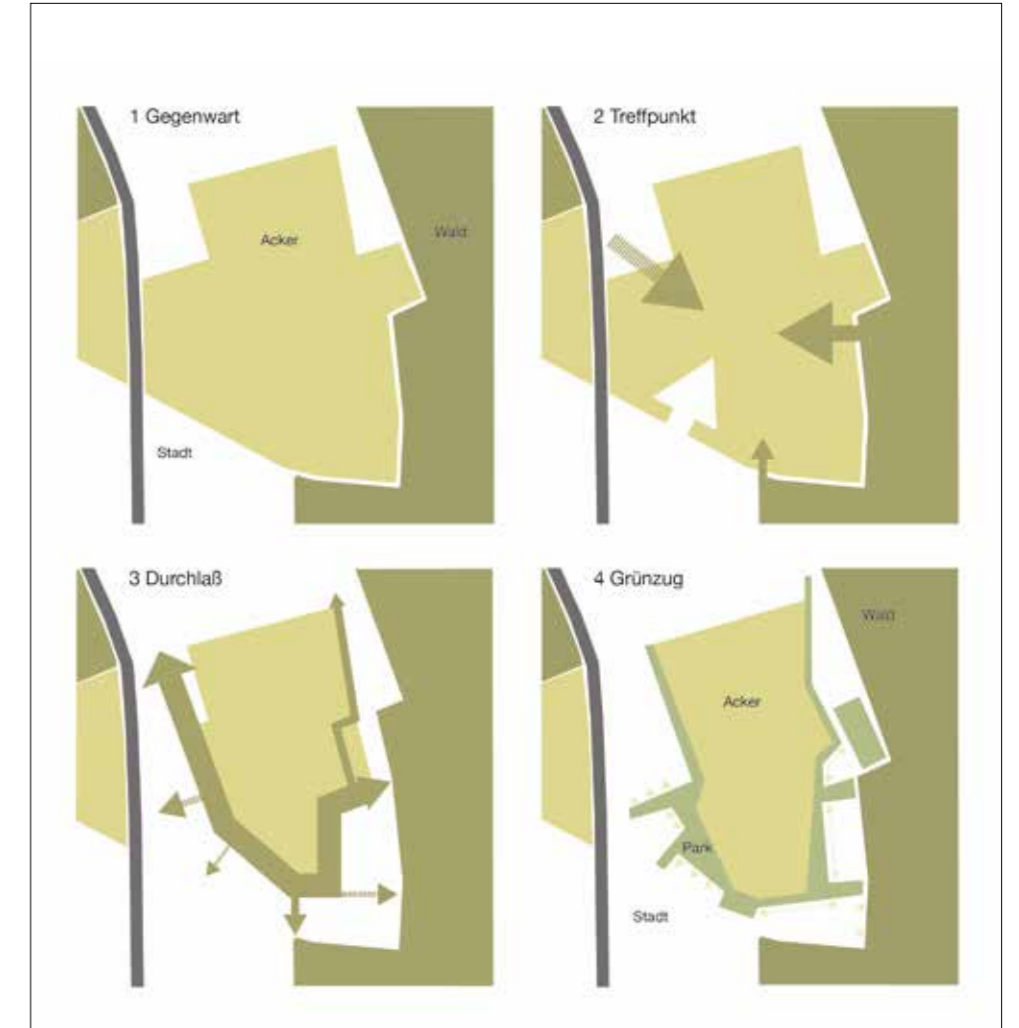 1 Gegenwart
Acker
Wald
Stadt
2 Treffpunkt
3 Durchlaß
4 Grünzug
Wald
Acker
Park
Stadt